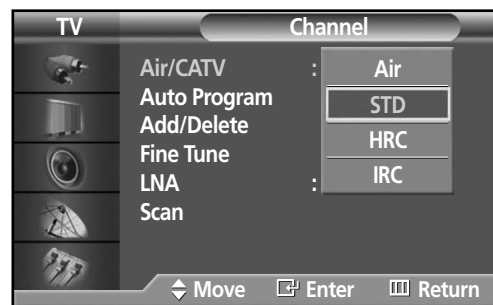 TV Channel
Air/CATV : Air
Auto Program STD
Add/Delete HRC
Fine Tune IRC
LNA :
Scan
Move Enter Return